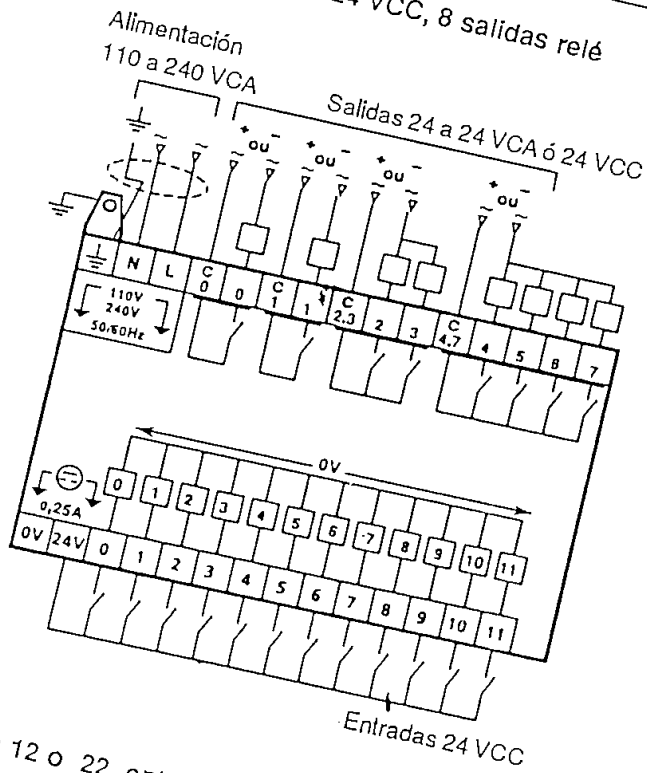 24 VCC, 8 salidas relé
Alimentación
110 a 240 VCA
Salidas 24 a 24 VCA ó 24 VCC
+ ou -
+ ou -
+ ou -
+ ou -
N L C 0 0 C 1 1 C 2.3 2 3 C 4.7 4 5 6 7
110V
240V
50/60Hz
0V
0 1 2 3 4 5 6 7 8 9 10 11
0,25A
0V 24V 0 1 2 3 4 5 6 7 8 9 10 11
Entradas 24 VCC
12 o 22